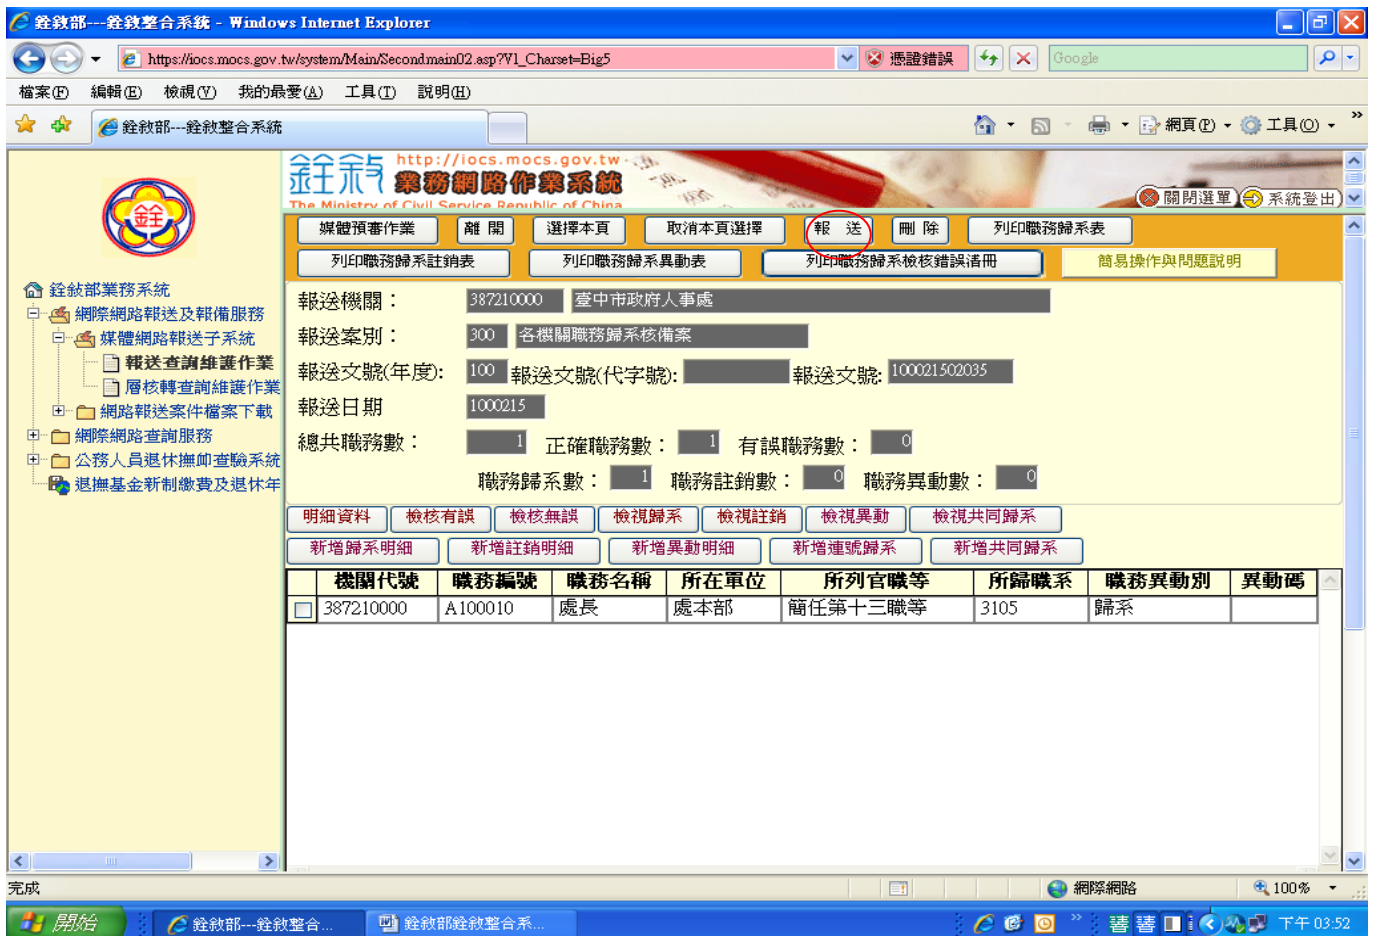 銓敘部---銓敘整合系統 - Windows Internet Explorer
https://iocs.mocs.gov.tw/system/Main/Secondmain02.asp?V1_Charset=Big5
憑證錯誤
Google
檔案(F) 編輯(E) 檢視(V) 我的最愛(A) 工具(T) 說明(H)
銓敘部---銓敘整合系統
網頁(P)
工具(O)
銓敘
http://iocs.mocs.gov.tw
業務網路作業系統
The Ministry of Civil Service Republic of China
關閉選單
系統登出
銓
媒體預審作業 離 開 選擇本頁 取消本頁選擇 報 送 刪 除 列印職務歸系表
列印職務歸系註銷表 列印職務歸系異動表 列印職務歸系檢核錯誤清冊 簡易操作與問題說明
銓敍部業務系統
網際網路報送及報備服務
媒體網路報送子系統
報送查詢維護作業
層核轉查詢維護作業
網路報送案件檔案下載
網際網路查詢服務
公務人員退休撫卹查驗系統
退撫基金新制繳費及退休年
報送機關： 387210000 臺中市政府人事處
報送案別： 300 各機關職務歸系核備案
報送文號(年度): 100 報送文號(代字號): 報送文號: 100021502035
報送日期 1000215
總共職務數： 1 正確職務數： 1 有誤職務數： 0
職務歸系數： 1 職務註銷數： 0 職務異動數： 0
明細資料 檢核有誤 檢核無誤 檢視歸系 檢視註銷 檢視異動 檢視共同歸系
新增歸系明細 新增註銷明細 新增異動明細 新增連號歸系 新增共同歸系
機關代號 職務編號 職務名稱 所在單位 所列官職等 所歸職系 職務異動別 異動碼
387210000 A100010 處長 處本部 簡任第十三職等 3105 歸系
完成
網際網路
100%
開始
銓敘部---銓敘整合...
銓敘部銓敘整合系...
下午 03:52